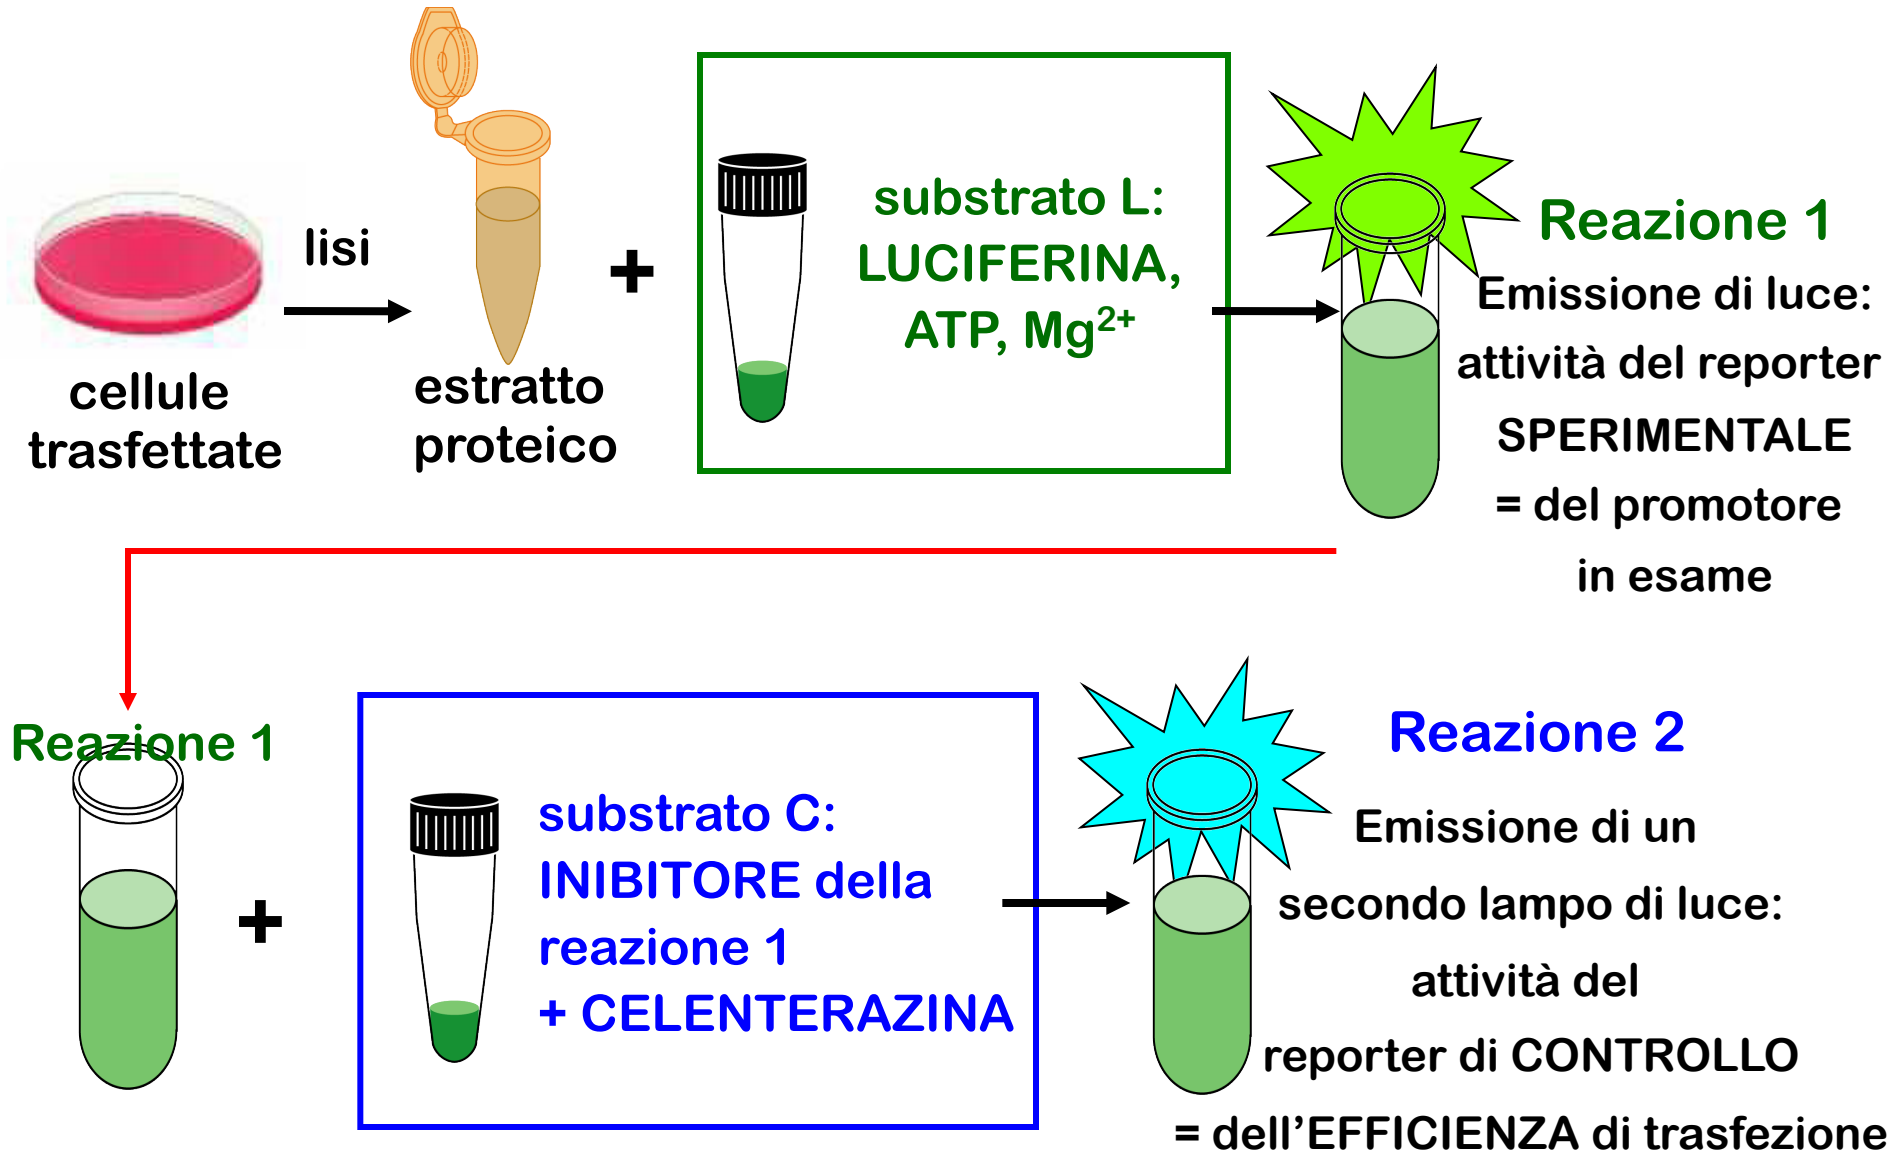 lisi
+
cellule
trasfettate
estratto
proteico
substrato L:
LUCIFERINA,
ATP, Mg²⁺
Reazione 1
Emissione di luce:
attività del reporter
SPERIMENTALE
= del promotore
in esame
Reazione 1
+
substrato C:
INIBITORE della
reazione 1
+ CELENTERAZINA
Reazione 2
Emissione di un
secondo lampo di luce:
attività del
reporter di CONTROLLO
= dell’EFFICIENZA di trasfezione